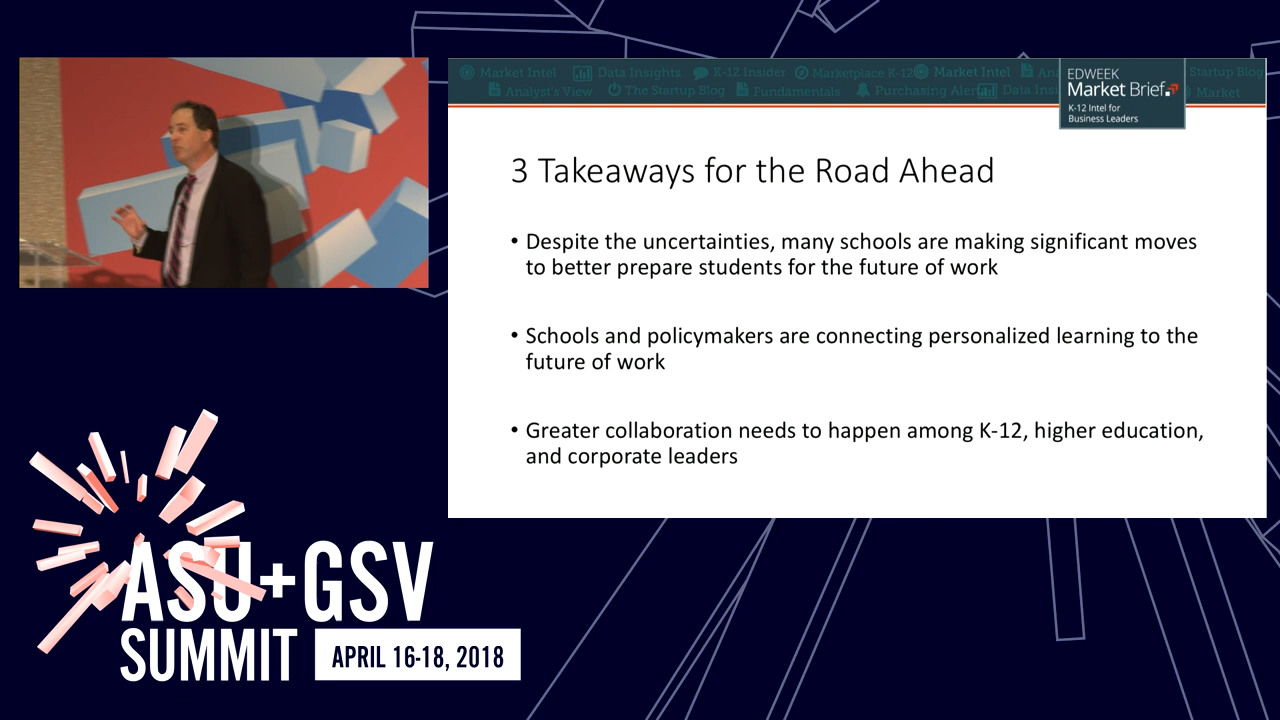 Market Intel Data Insights K-12 Insider Marketplace K-12 Market Intel Startup Blog
Analyst's View The Startup Blog Fundamentals Purchasing Alert Data Market
EDWEEK
Market Brief
K-12 Intel for
Business Leaders
3 Takeaways for the Road Ahead
• Despite the uncertainties, many schools are making significant moves
to better prepare students for the future of work
• Schools and policymakers are connecting personalized learning to the
future of work
• Greater collaboration needs to happen among K-12, higher education,
and corporate leaders
ASU+GSV
SUMMIT
APRIL 16-18, 2018